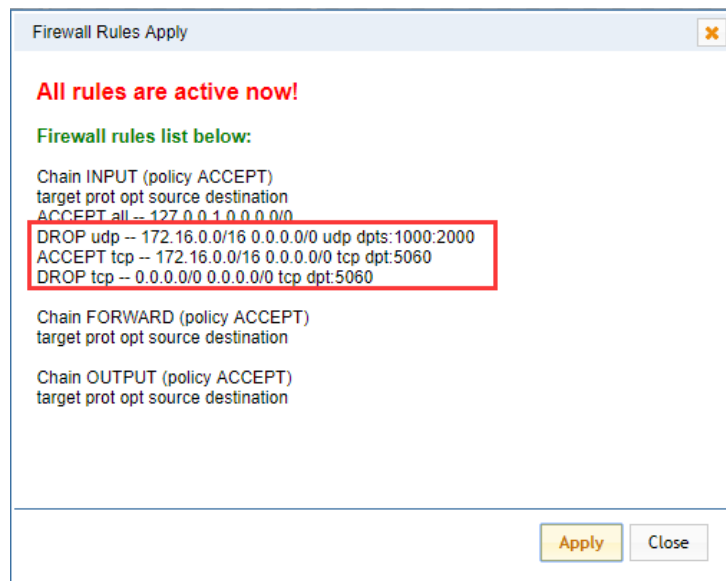 Firewall Rules Apply
All rules are active now!
Firewall rules list below:
Chain INPUT (policy ACCEPT)
target prot opt source destination
ACCEPT all -- 127.0.0.1 0.0.0.0/0
DROP udp -- 172.16.0.0/16 0.0.0.0/0 udp dpts:1000:2000
ACCEPT tcp -- 172.16.0.0/16 0.0.0.0/0 tcp dpt:5060
DROP tcp -- 0.0.0.0/0 0.0.0.0/0 tcp dpt:5060
Chain FORWARD (policy ACCEPT)
target prot opt source destination
Chain OUTPUT (policy ACCEPT)
target prot opt source destination
Apply Close